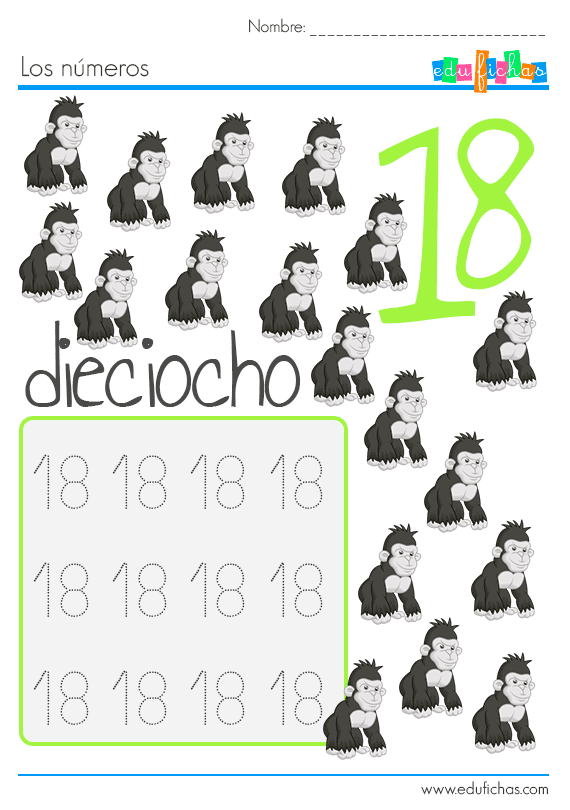 Nombre: ___________________________
Los números
edufichas
18
dieciocho
18 18 18 18
18 18 18 18
18 18 18 18
www.edufichas.com